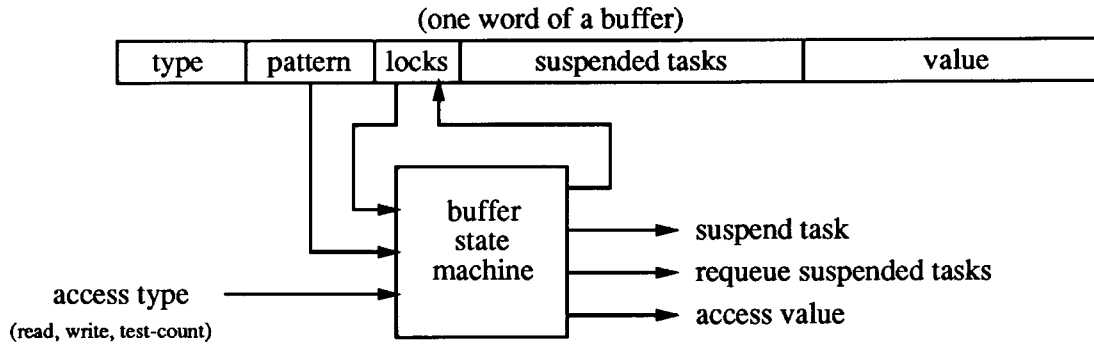 (one word of a buffer)
type pattern locks suspended tasks value
buffer
state
machine
suspend task
requeue suspended tasks
access type
access value
(read, write, test-count)